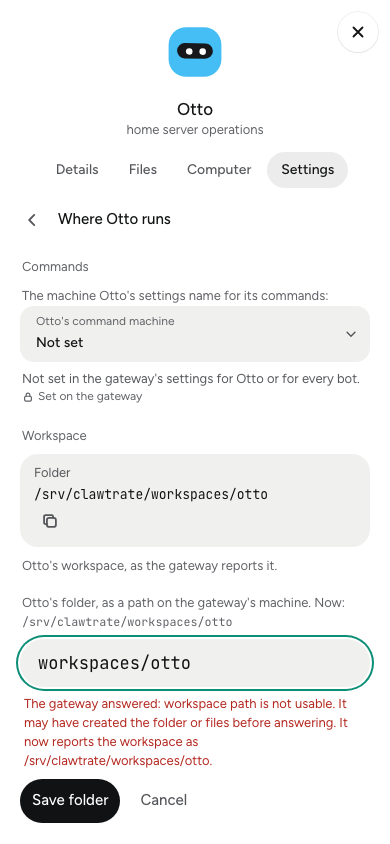 Otto
home server operations
Details
Files
Computer
Settings
Where Otto runs
Commands
The machine Otto's settings name for its commands:
Otto's command machine
Not set
Not set in the gateway's settings for Otto or for every bot.
Set on the gateway
Workspace
Folder
/srv/clawtrate/workspaces/otto
Otto's workspace, as the gateway reports it.
Otto's folder, as a path on the gateway's machine. Now:
/srv/clawtrate/workspaces/otto
workspaces/otto
The gateway answered: workspace path is not usable. It
may have created the folder or files before answering. It
now reports the workspace as
/srv/clawtrate/workspaces/otto.
Save folder
Cancel